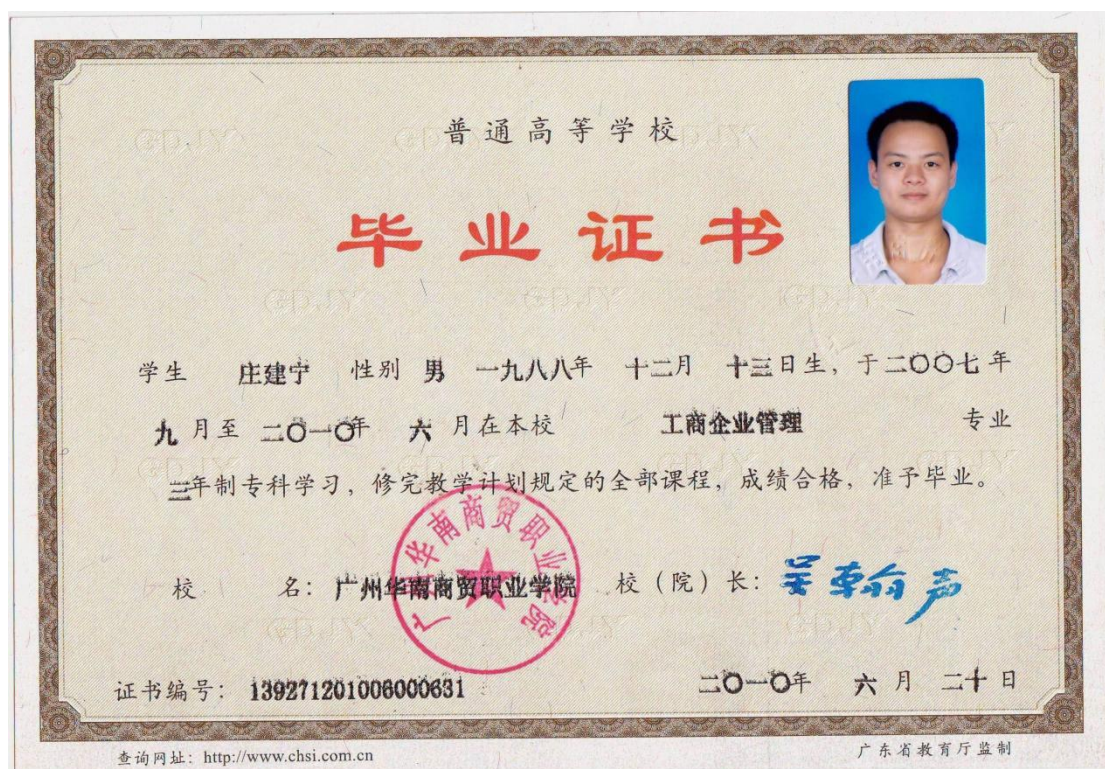 普通高等学校
毕业证书
学生 庄建宁 性别 男 一九八八年 十二月 十三日生，于二〇〇七年
九月至 二〇一〇年 六 月在本校 工商企业管理 专业
三年制专科学习，修完教学计划规定的全部课程，成绩合格，准予毕业。
校 名：广州华南商贸职业学院 校（院）长：吴翰声
广州华南商贸职业学院
证书编号：139271201006000631 二〇一〇年 六 月 二十 日
查询网址：http://www.chsi.com.cn 广东省教育厅监制
GDJY